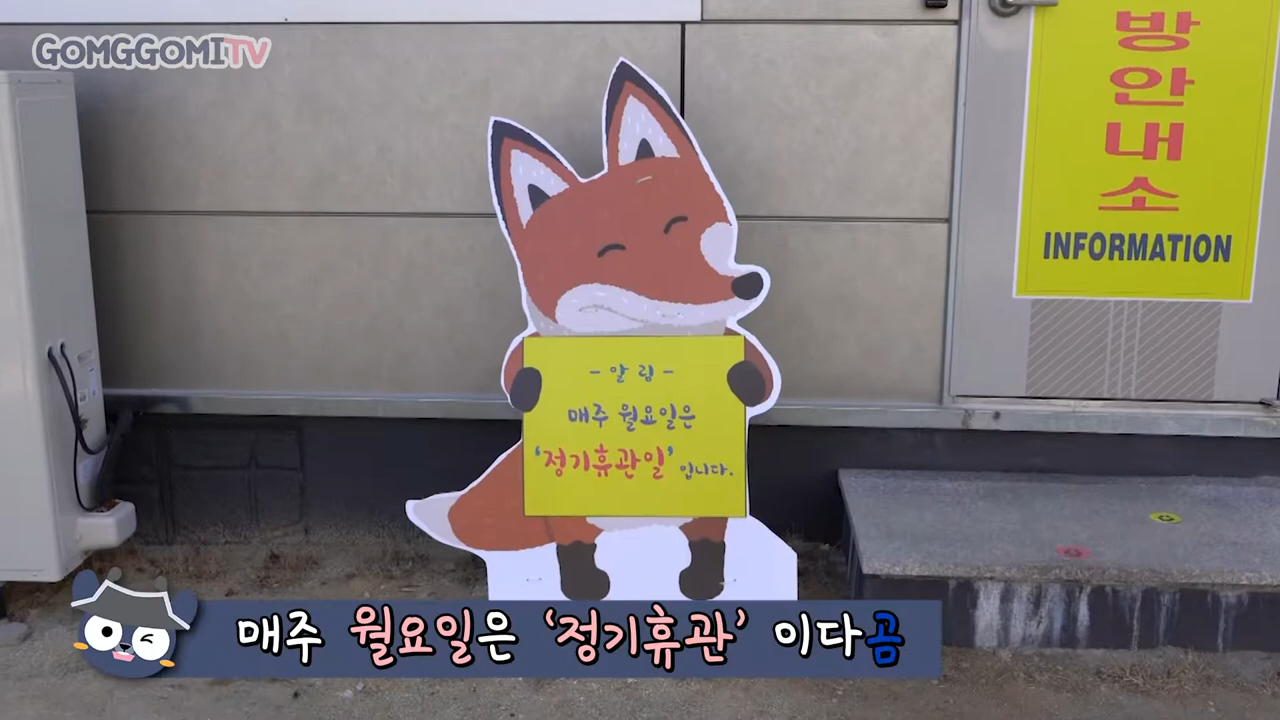 GOMGGOMITV
방
안
내
소
INFORMATION
- 알 림 -
매주 월요일은
'정기휴관일' 입니다.
매주 월요일은 '정기휴관' 이다곰